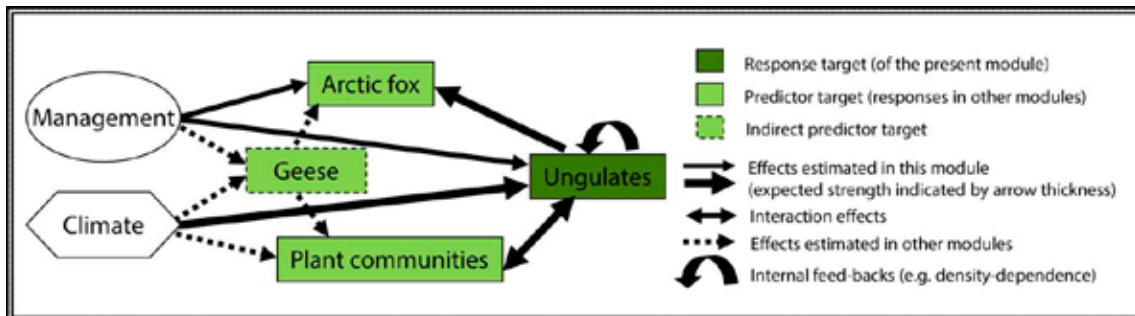 Management
Climate
Arctic fox
Geese
Plant communities
Ungulates
Response target (of the present module)
Predictor target (responses in other modules)
Indirect predictor target
Effects estimated in this module
(expected strength indicated by arrow thickness)
Interaction effects
Effects estimated in other modules
Internal feed-backs (e.g. density-dependence)